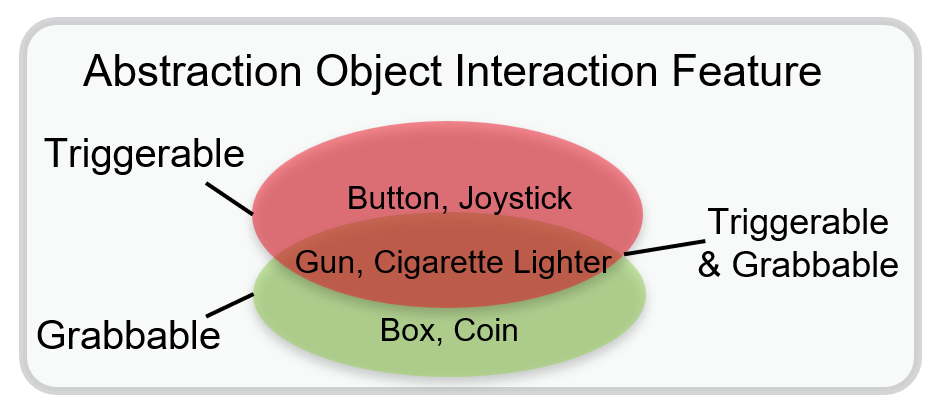 Abstraction Object Interaction Feature
Triggerable
Button, Joystick
Triggerable
& Grabbable
Gun, Cigarette Lighter
Grabbable
Box, Coin